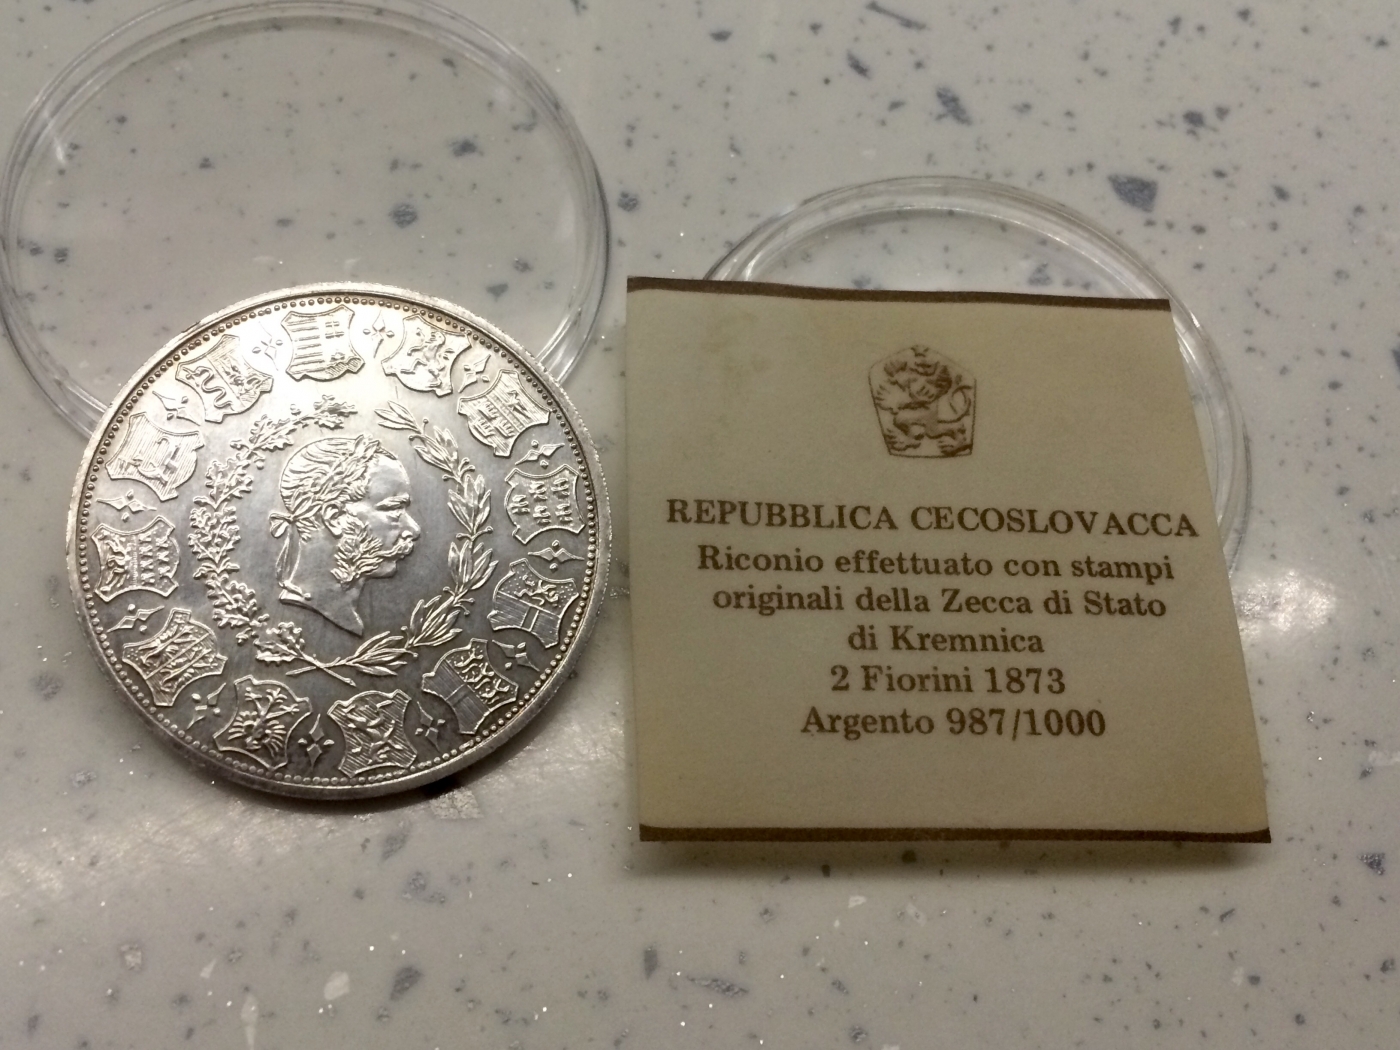 REPUBBLICA CECOSLOVACCA
Riconio effettuato con stampi
originali della Zecca di Stato
di Kremnica
2 Fiorini 1873
Argento 987/1000